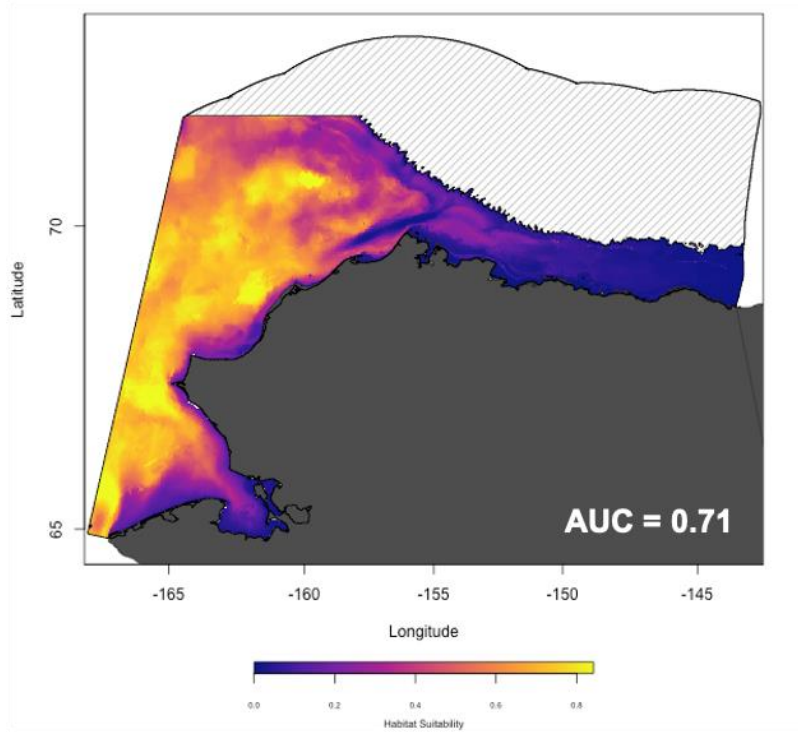 70
65
Latitude
AUC = 0.71
-165 -160 -155 -150 -145
Longitude
0.0 0.2 0.4 0.6 0.8
Habitat Suitability